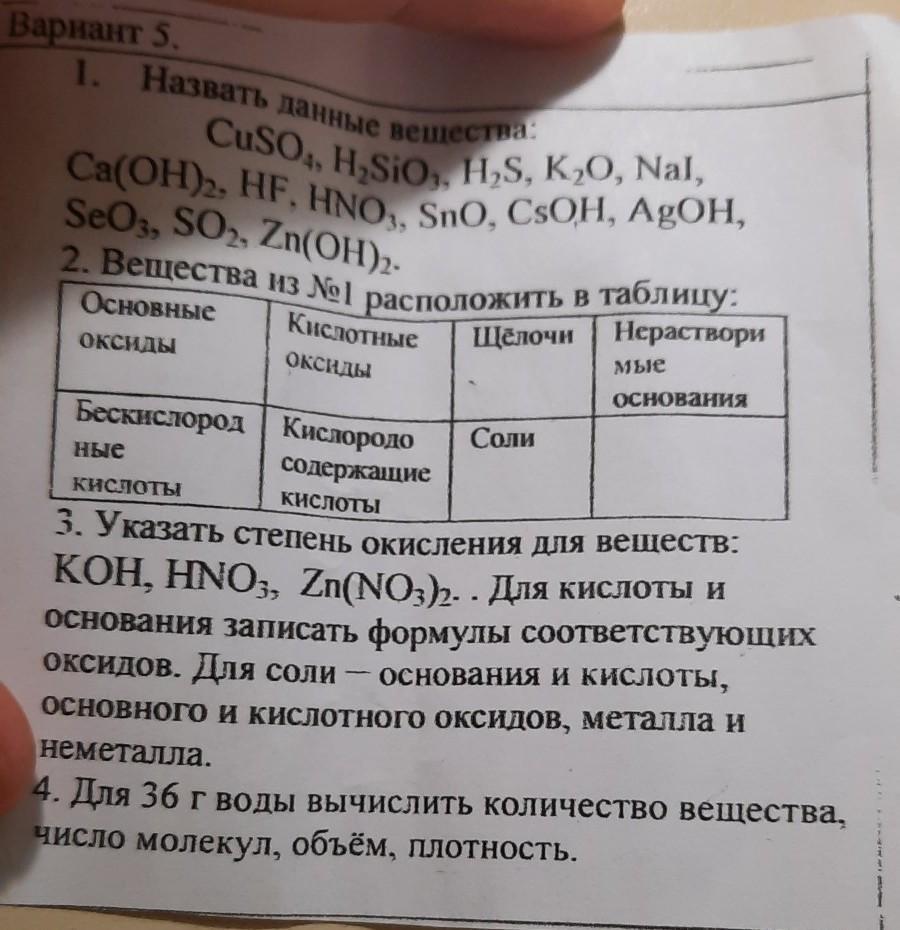 Вариант 5.
1. Назвать данные вещества:
CuSO₄, H₂SiO₃, H₂S, K₂O, NaI,
Ca(OH)₂, HF, HNO₃, SnO, CsOH, AgOH,
SeO₃, SO₂, Zn(OH)₂.
2. Вещества из №1 расположить в таблицу:
Основные
оксиды
Кислотные
оксиды
Щёлочи
Нераствори
мые
основания
Бескислород
ные
кислоты
Кислородо
содержащие
кислоты
Соли
3. Указать степень окисления для веществ:
KOH, HNO₃, Zn(NO₃)₂. . Для кислоты и
основания записать формулы соответствующих
оксидов. Для соли – основания и кислоты,
основного и кислотного оксидов, металла и
неметалла.
4. Для 36 г воды вычислить количество вещества,
число молекул, объём, плотность.